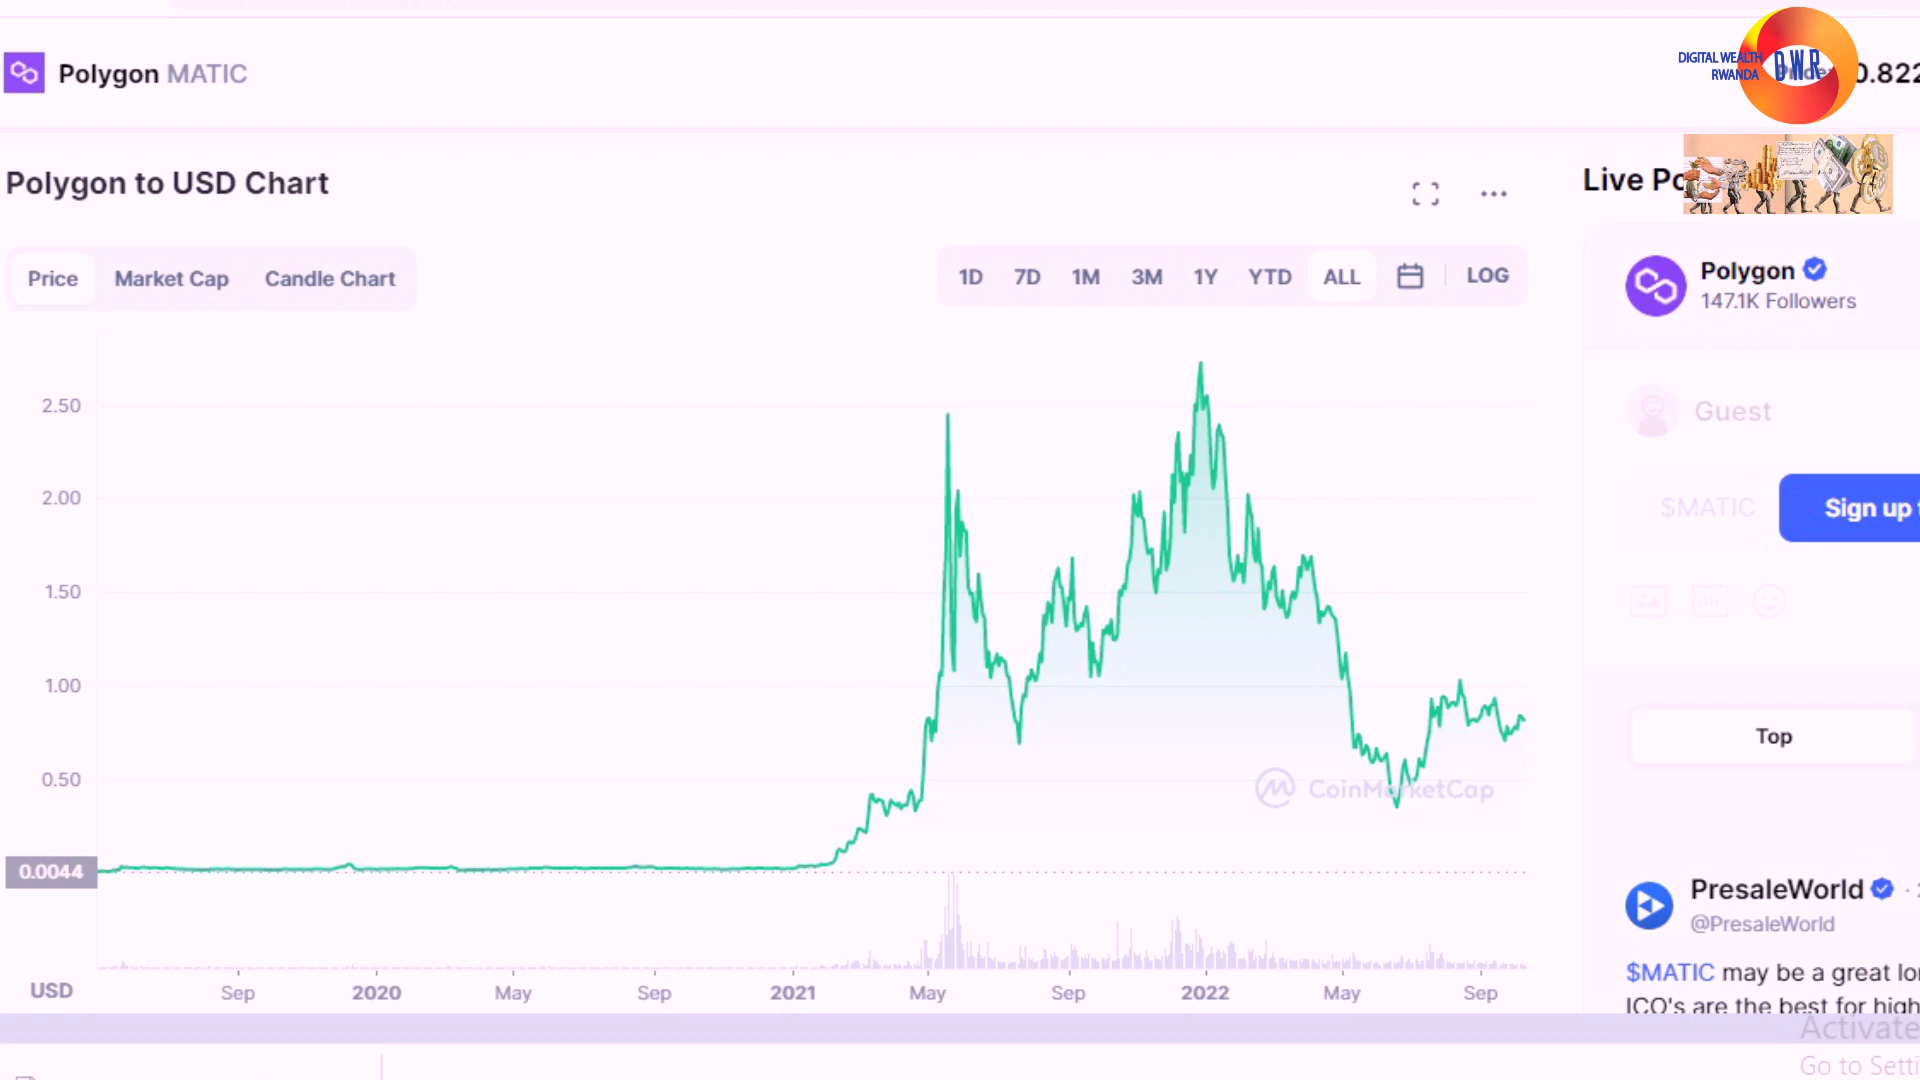 Polygon MATIC
DIGITAL WEALTH
RWANDA
DWR
0.822
Polygon to USD Chart
Live Po
Price Market Cap Candle Chart
1D 7D 1M 3M 1Y YTD ALL LOG
Polygon
147.1K Followers
2.50
2.00
1.50
1.00
0.50
0.0044
CoinMarketCap
USD
Sep 2020 May Sep 2021 May Sep 2022 May Sep
Guest
$MATIC
Sign up
GIF
Top
PresaleWorld
@PresaleWorld
$MATIC may be a great lo
ICO's are the best for high
Activate
Go to Setti